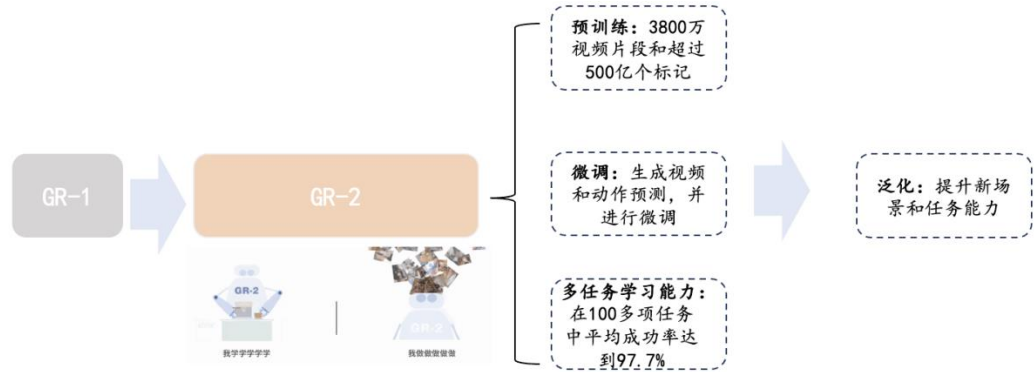 GR-1
GR-2
GR-2
我学学学学学
GR-2
我做做做做做
预训练：3800万
视频片段和超过
500亿个标记
微调：生成视频
和动作预测，并
进行微调
多任务学习能力：
在100多项任务
中平均成功率达
到97.7%
泛化：提升新场
景和任务能力